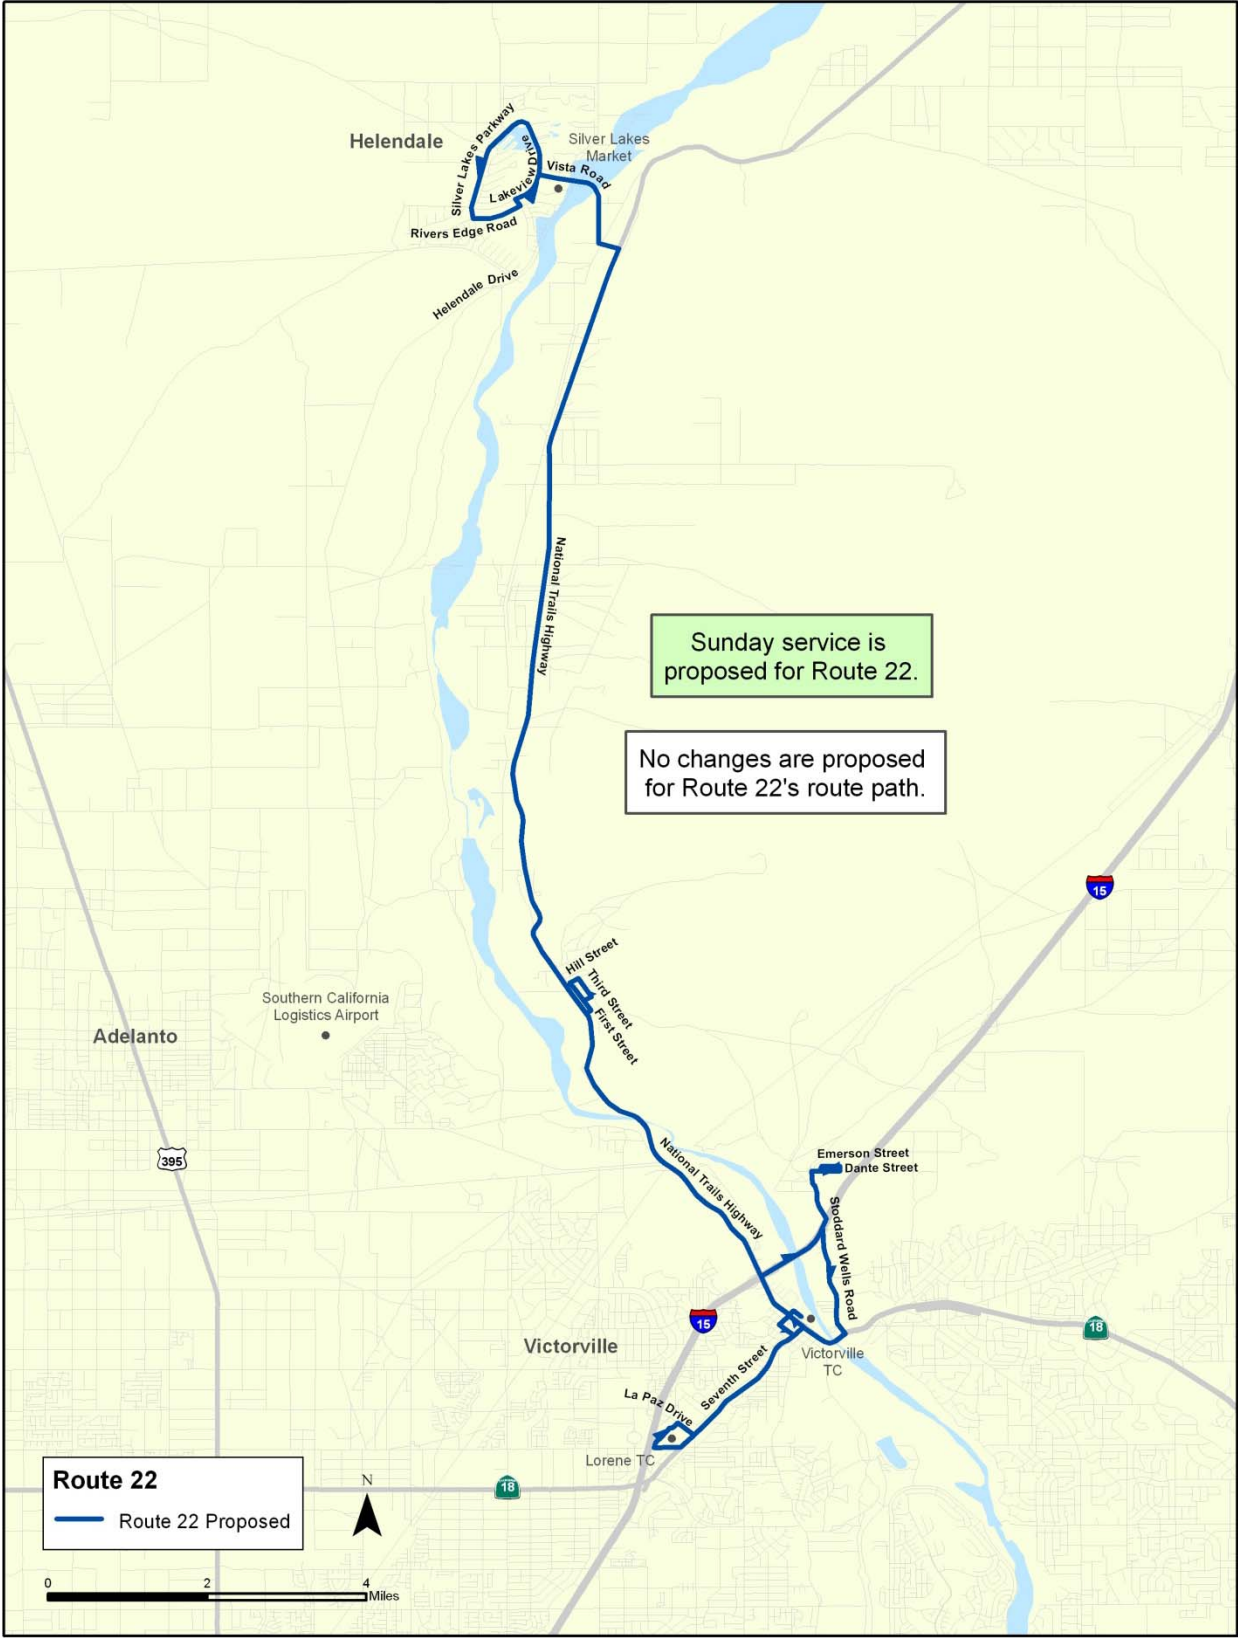 Helendale
Silver Lakes Parkway
Silver Lakes
Market
Lakeview Drive
Vista Road
Rivers Edge Road
Helendale Drive
National Trails Highway
Sunday service is
proposed for Route 22.
No changes are proposed
for Route 22's route path.
15
Hill Street
Third Street
First Street
Southern California
Logistics Airport
Adelanto
395
National Trails Highway
Emerson Street
Dante Street
Stoddard Wells Road
15
18
Victorville
Victorville
TC
Seventh Street
La Paz Drive
Lorene TC
18
Route 22
Route 22 Proposed
N
0 2 4
Miles